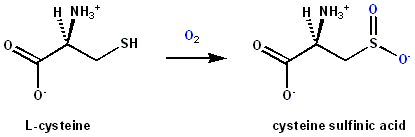 H NH3+ H NH3+ O
O SH O2 O S
O- O- O-
L-cysteine cysteine sulfinic acid